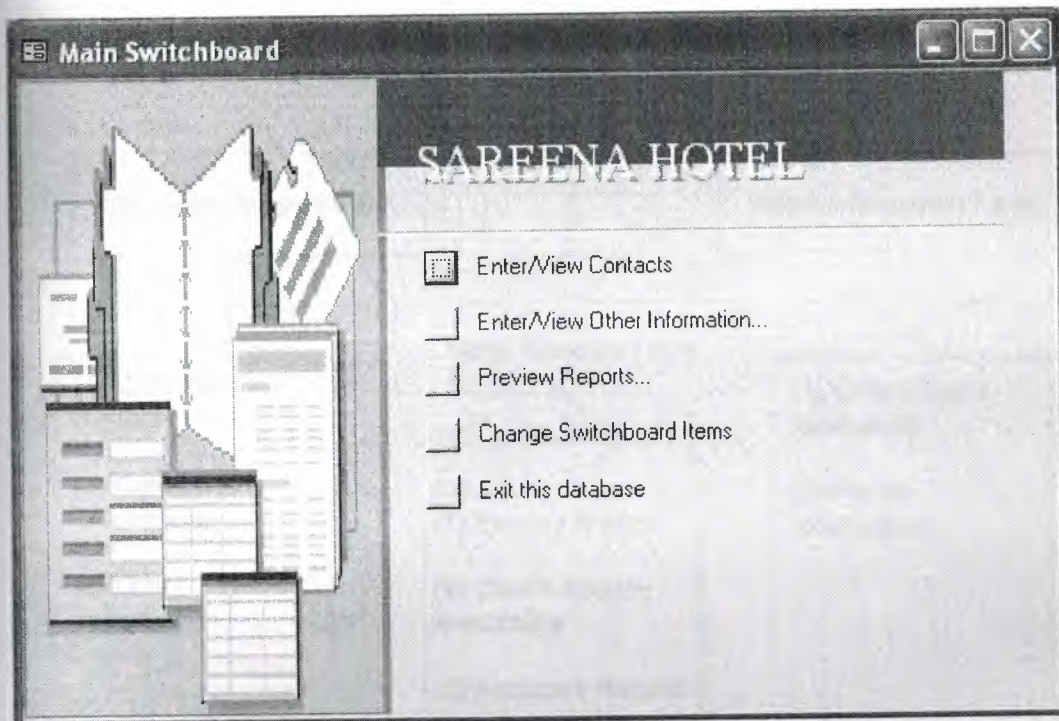 Main Switchboard
SAREENA HOTEL
Enter/View Contacts
Enter/View Other Information...
Preview Reports...
Change Switchboard Items
Exit this database